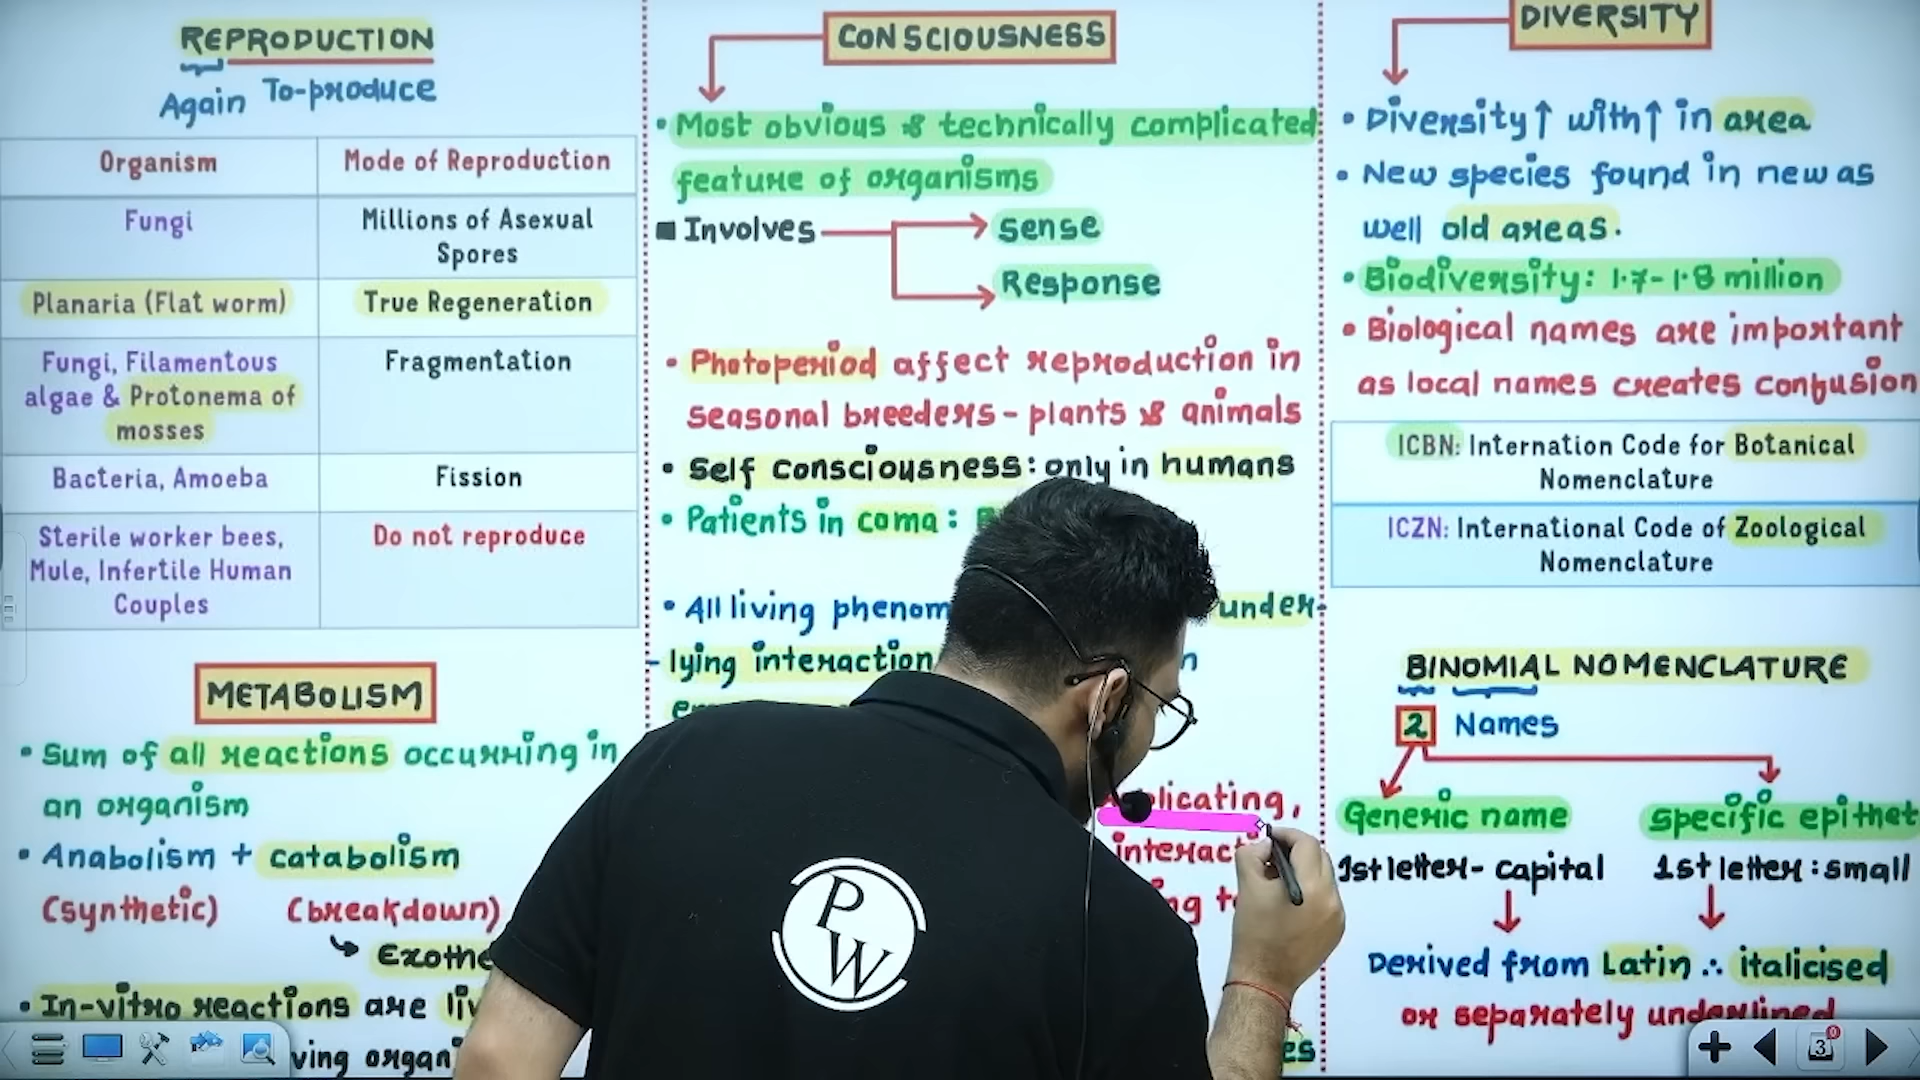 REPRODUCTION
Again To-produce
Organism
Mode of Reproduction
Fungi
Millions of Asexual
Spores
Planaria (Flat worm)
True Regeneration
Fungi, Filamentous
algae & Protonema of
mosses
Fragmentation
Bacteria, Amoeba
Fission
Sterile worker bees,
Mule, Infertile Human
Couples
Do not reproduce
METABOLISM
• Sum of all reactions occurring in
an organism
• Anabolism + catabolism
(synthetic) (breakdown)
• In-vitro reactions are
CONSCIOUSNESS
• Most obvious & technically complicated
feature of organisms
■ Involves
sense
Response
• Photoperiod affect reproduction in
seasonal breeders - plants & animals
• Self consciousness: only in humans
• Patients in coma :
• All living under-
lying interaction
PW
DIVERSITY
• Diversity↑ with↑ in area
• New species found in new as
well old areas.
• Biodiversity: 1.7-1.8 million
• Biological names are important
as local names creates confusion
ICBN: Internation Code for Botanical
Nomenclature
ICZN: International Code of Zoological
Nomenclature
BINOMIAL NOMENCLATURE
2 Names
Generic name
specific epithet
1st letter - capital
1st letter : small
Derived from Latin ∴ italicised
or separately underlined
3